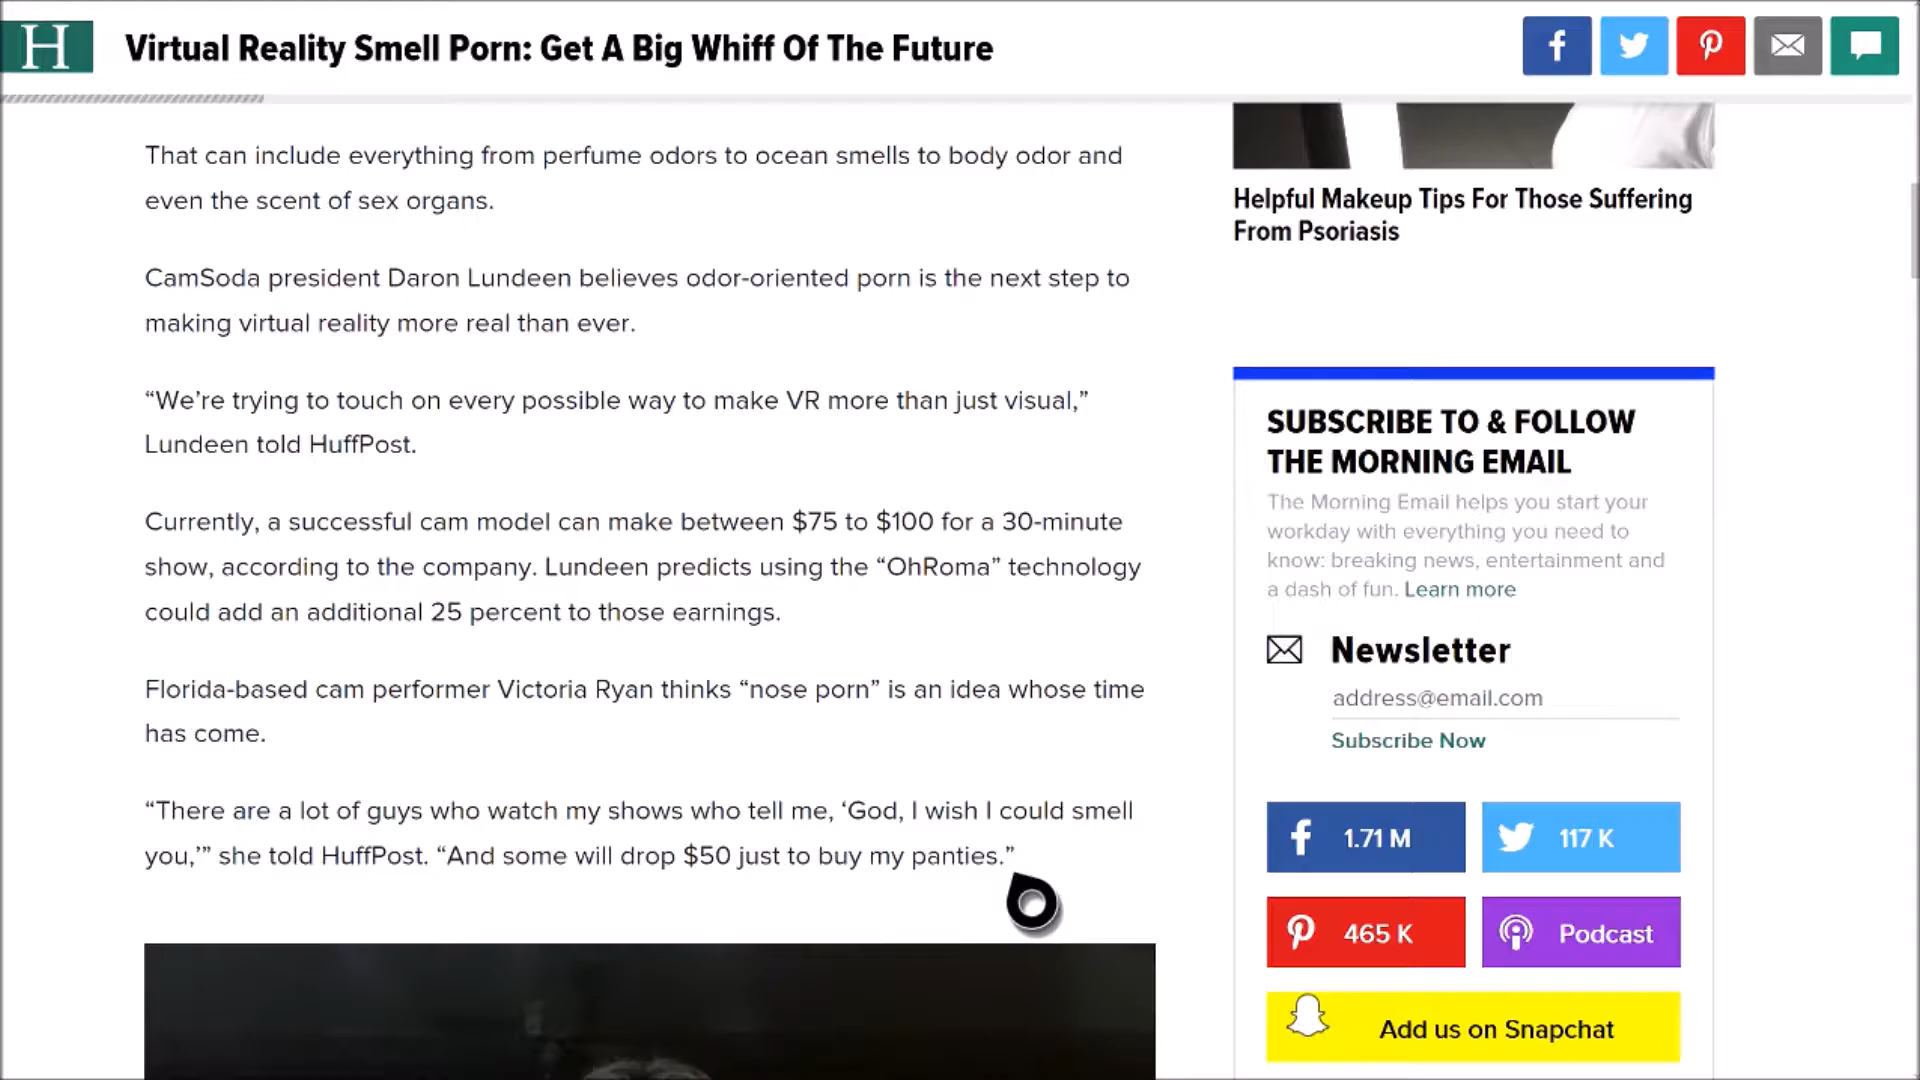 H
Virtual Reality Smell Porn: Get A Big Whiff Of The Future
That can include everything from perfume odors to ocean smells to body odor and
even the scent of sex organs.
CamSoda president Daron Lundeen believes odor-oriented porn is the next step to
making virtual reality more real than ever.
“We’re trying to touch on every possible way to make VR more than just visual,”
Lundeen told HuffPost.
Currently, a successful cam model can make between $75 to $100 for a 30-minute
show, according to the company. Lundeen predicts using the “OhRoma” technology
could add an additional 25 percent to those earnings.
Florida-based cam performer Victoria Ryan thinks “nose porn” is an idea whose time
has come.
“There are a lot of guys who watch my shows who tell me, ‘God, I wish I could smell
you,’” she told HuffPost. “And some will drop $50 just to buy my panties.”
Helpful Makeup Tips For Those Suffering
From Psoriasis
SUBSCRIBE TO & FOLLOW
THE MORNING EMAIL
The Morning Email helps you start your
workday with everything you need to
know: breaking news, entertainment and
a dash of fun. Learn more
Newsletter
address@email.com
Subscribe Now
1.71 M
117 K
465 K
Podcast
Add us on Snapchat